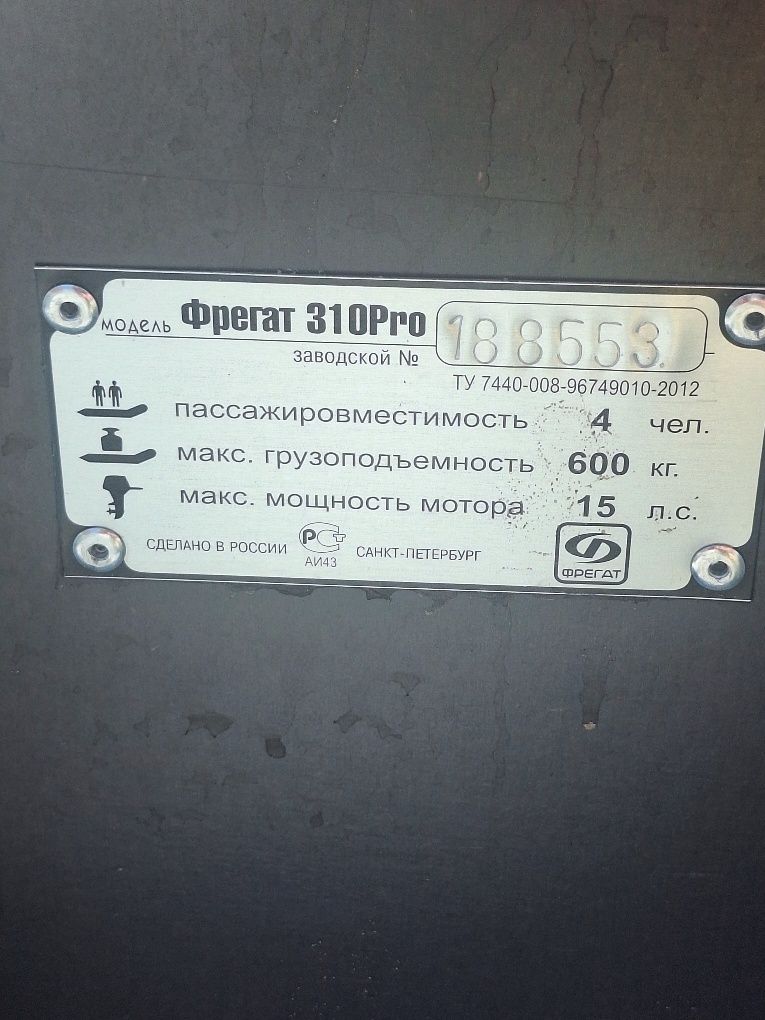 модель Фрегат 310Pro
заводской № 188553
ТУ 7440-008-96749010-2012
пассажировместимость 4 чел.
макс. грузоподъемность 600 кг.
макс. мощность мотора 15 л.с.
СДЕЛАНО В РОССИИ РСТ АИ43 САНКТ-ПЕТЕРБУРГ
ФРЕГАТ